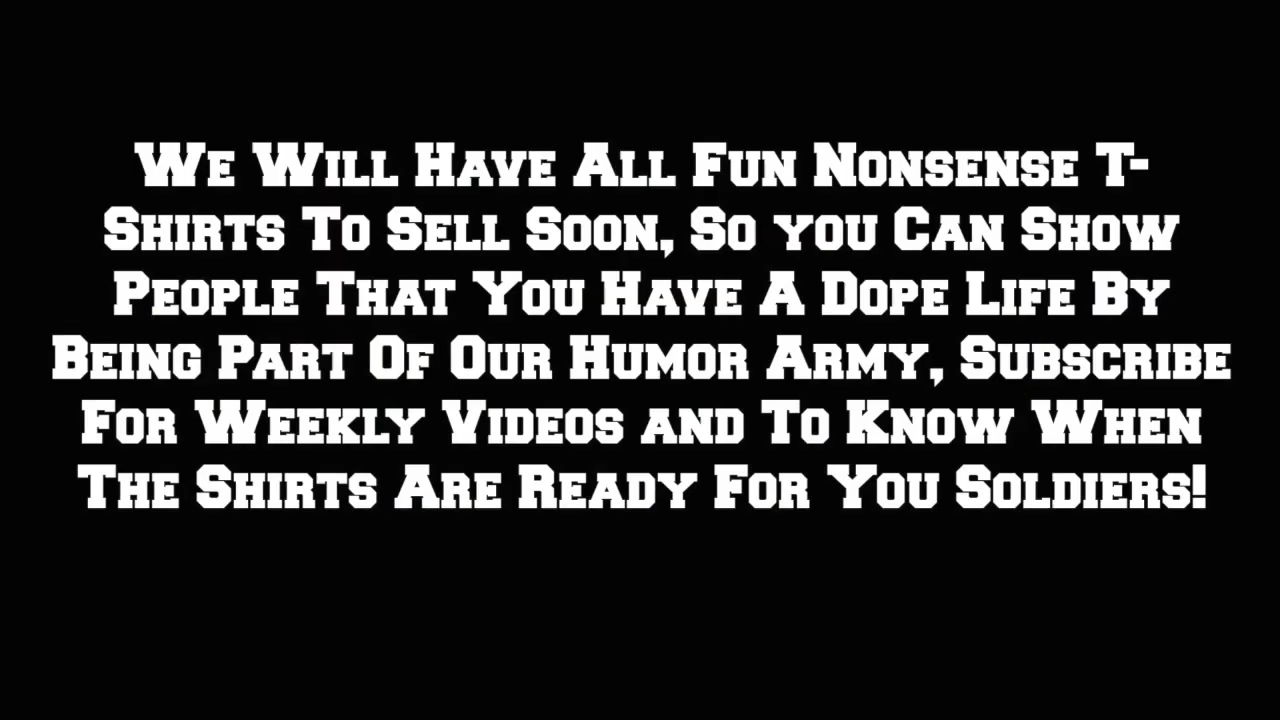 We Will Have All Fun Nonsense T-
Shirts To Sell Soon, So you Can Show
People That You Have A Dope Life By
Being Part Of Our Humor Army, Subscribe
For Weekly Videos and To Know When
The Shirts Are Ready For You Soldiers!